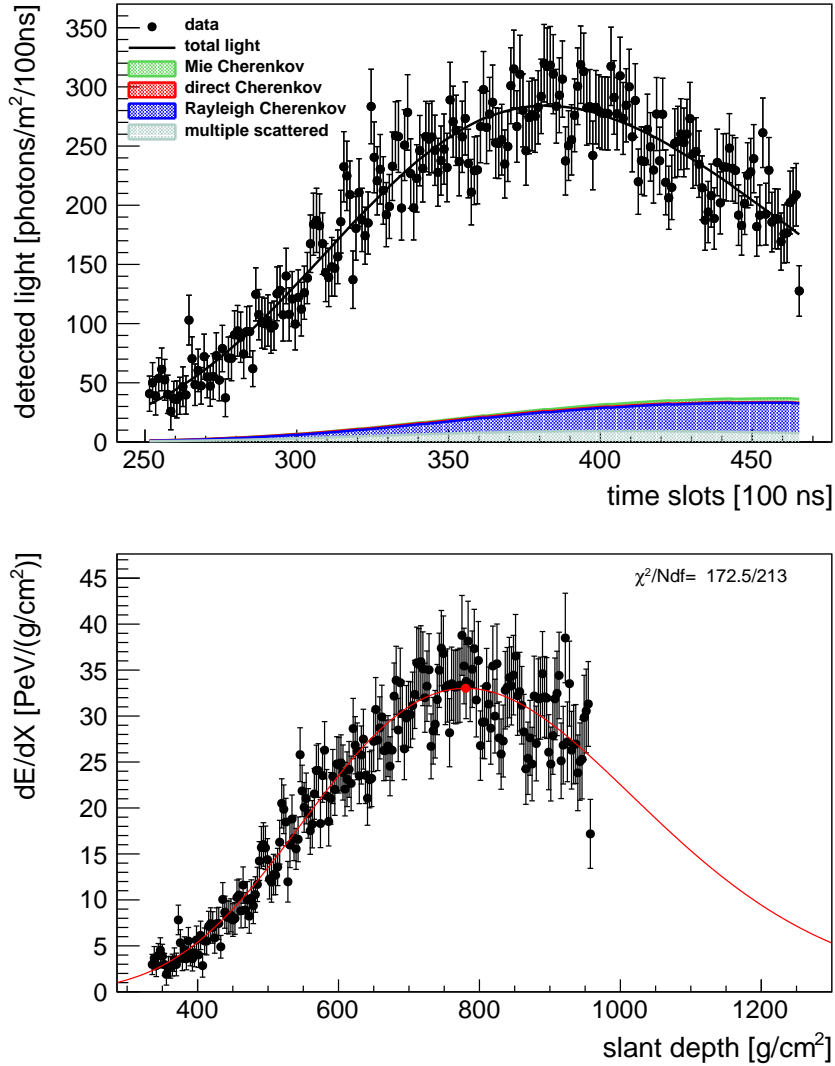 detected light [photons/m²/100ns]
350
300
250
200
150
100
50
0
data
total light
Mie Cherenkov
direct Cherenkov
Rayleigh Cherenkov
multiple scattered
250 300 350 400 450
time slots [100 ns]
dE/dX [PeV/(g/cm²)]
45
40
35
30
25
20
15
10
5
0
χ²/Ndf= 172.5/213
400 600 800 1000 1200
slant depth [g/cm²]